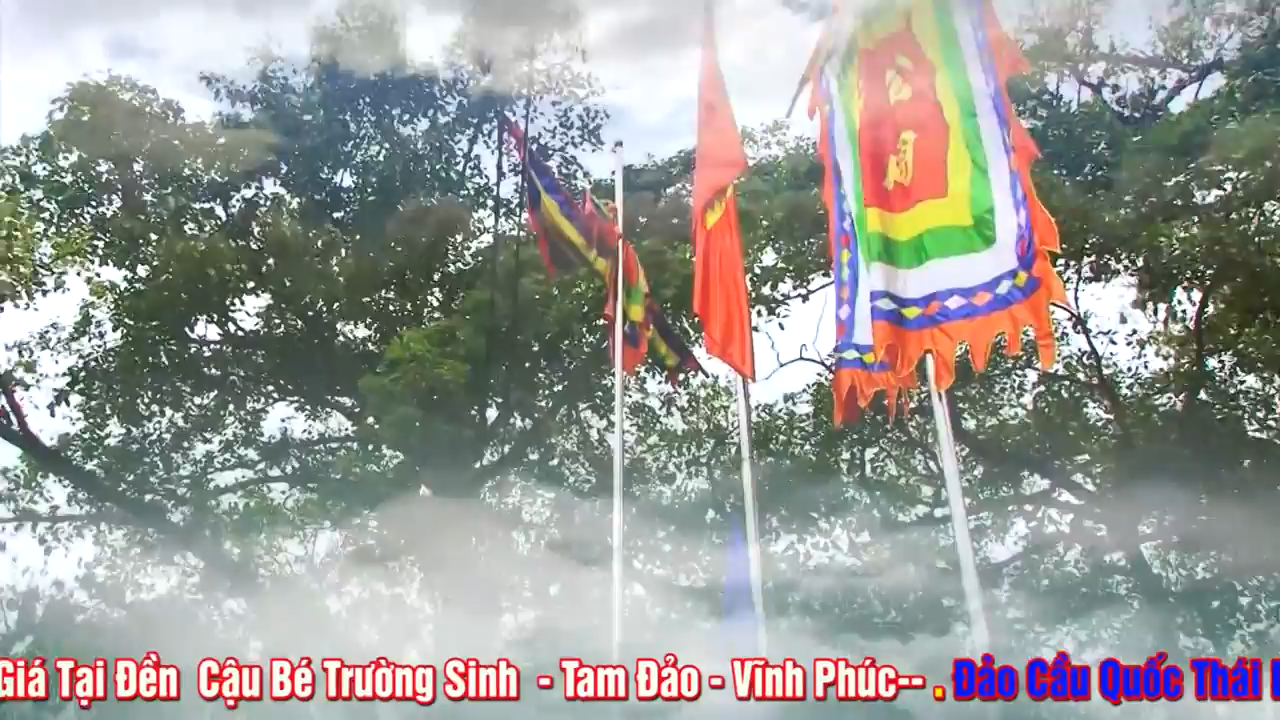 Giá Tại Đền Cậu Bé Trường Sinh - Tam Đảo - Vĩnh Phúc-- . Đảo Cầu Quốc Thái